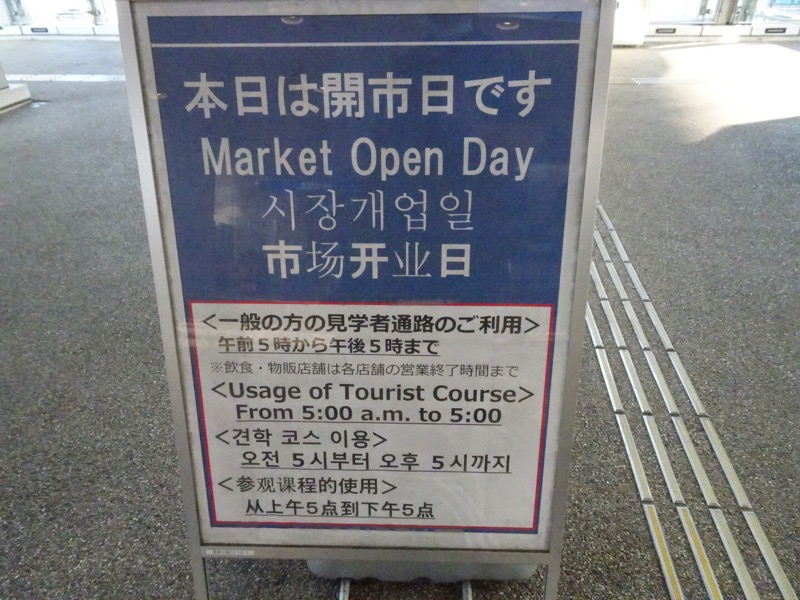 本日は開市日です
Market Open Day
시장개업일
市场开业日
＜一般の方の見学者通路のご利用＞
午前５時から午後５時まで
※飲食・物販店舗は各店舗の営業終了時間まで
<Usage of Tourist Course>
From 5:00 a.m. to 5:00
＜견학 코스 이용＞
오전 ５시부터 오후 ５시까지
＜参观课程的使用＞
从上午5点到下午5点